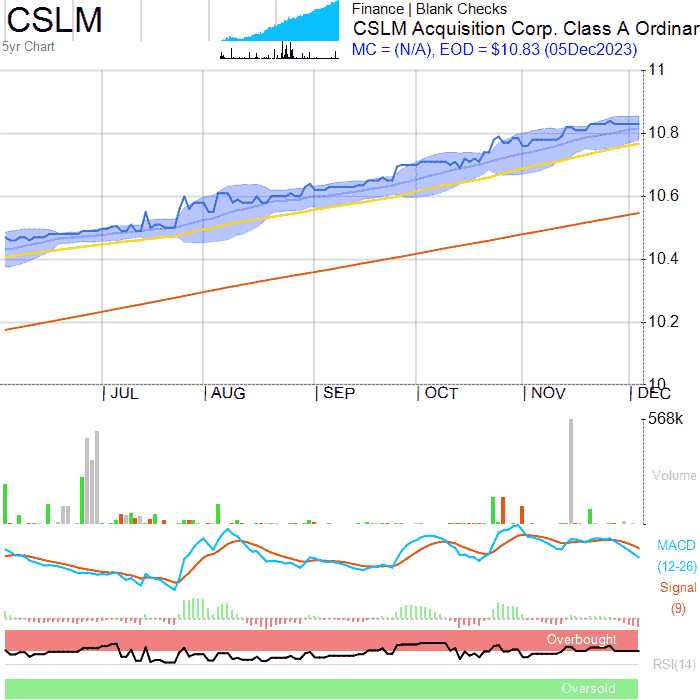 CSLM
5yr Chart
Finance | Blank Checks
CSLM Acquisition Corp. Class A Ordinar
MC = (N/A), EOD = $10.83 (05Dec2023)
11
10.8
10.6
10.4
10.2
10
JUL AUG SEP OCT NOV DEC
568k
Volume
MACD
(12-26)
Signal
(9)
Overbought
RSI(14)
Oversold